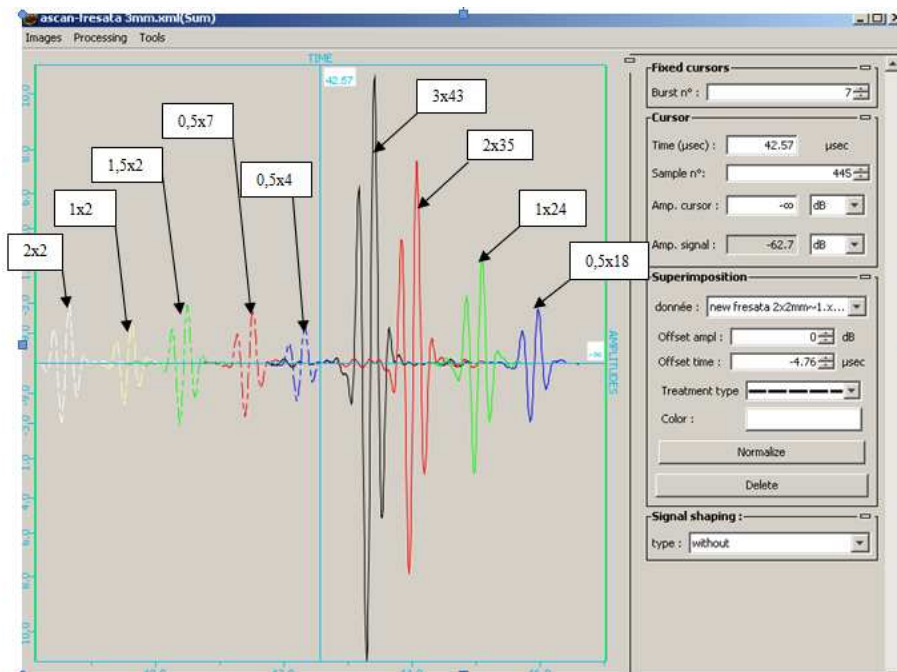 ascan-fresata 3mm.xml(Sum)
Images Processing Tools
TIME
42.57
3x43
0,5x7
2x35
1,5x2
0,5x4
1x2
1x24
2x2
0,5x18
AMPLITUDES
-∞
Fixed cursors
Burst n° : 7
Cursor
Time (µsec) : 42.57 µsec
Sample n°: 445
Amp. cursor : -∞ dB
Amp. signal : -62.7 dB
Superimposition
donnée : new fresata 2x2mm~1.x...
Offset ampl : 0 dB
Offset time : -4.76 µsec
Treatment type
Color :
Normalize
Delete
Signal shaping :
type : without